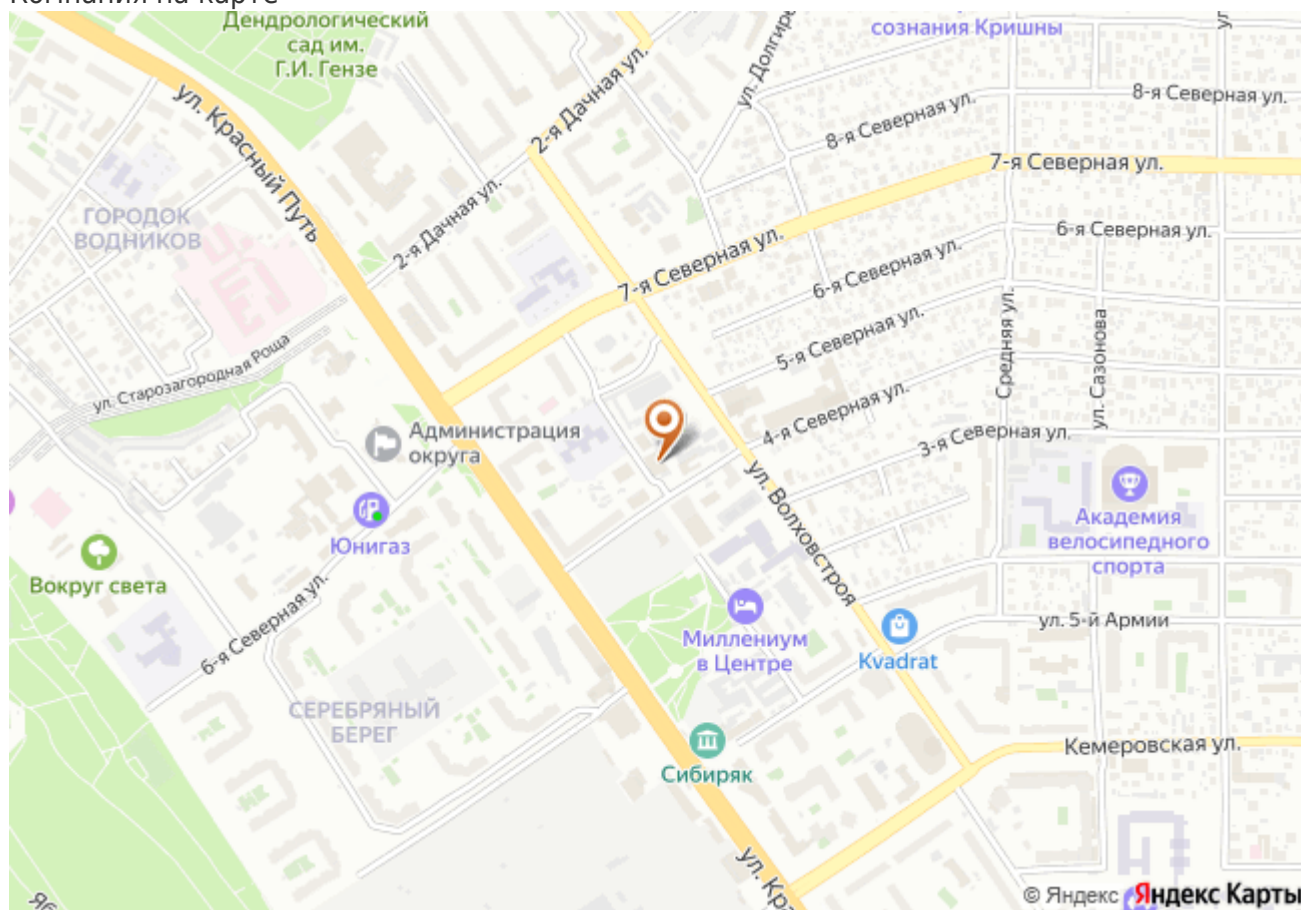 Компания на карте
Дендрологический
сад им.
Г.И. Гензе
сознания Кришны
ул. Долгире
8-я Северная ул.
2-я Дачная ул.
8-я Северная ул.
ул. Красный Путь
7-я Северная ул.
ГОРОДОК
ВОДНИКОВ
2-я Дачная ул.
6-я Северная ул.
7-я Северная ул.
6-я Северная ул.
5-я Северная ул.
Средняя ул.
ул. Сазонова
ул. Старозагородная Роща
4-я Северная ул.
3-я Северная ул.
Администрация
округа
Юнигаз
ул. Волховстроя
Академия
велосипедного
спорта
Вокруг света
6-я Северная ул.
Миллениум
в Центре
Kvadrat
ул. 5-й Армии
СЕРЕБРЯНЫЙ
БЕРЕГ
Сибиряк
Кемеровская ул.
ул. Кра
© Яндекс Яндекс Карты